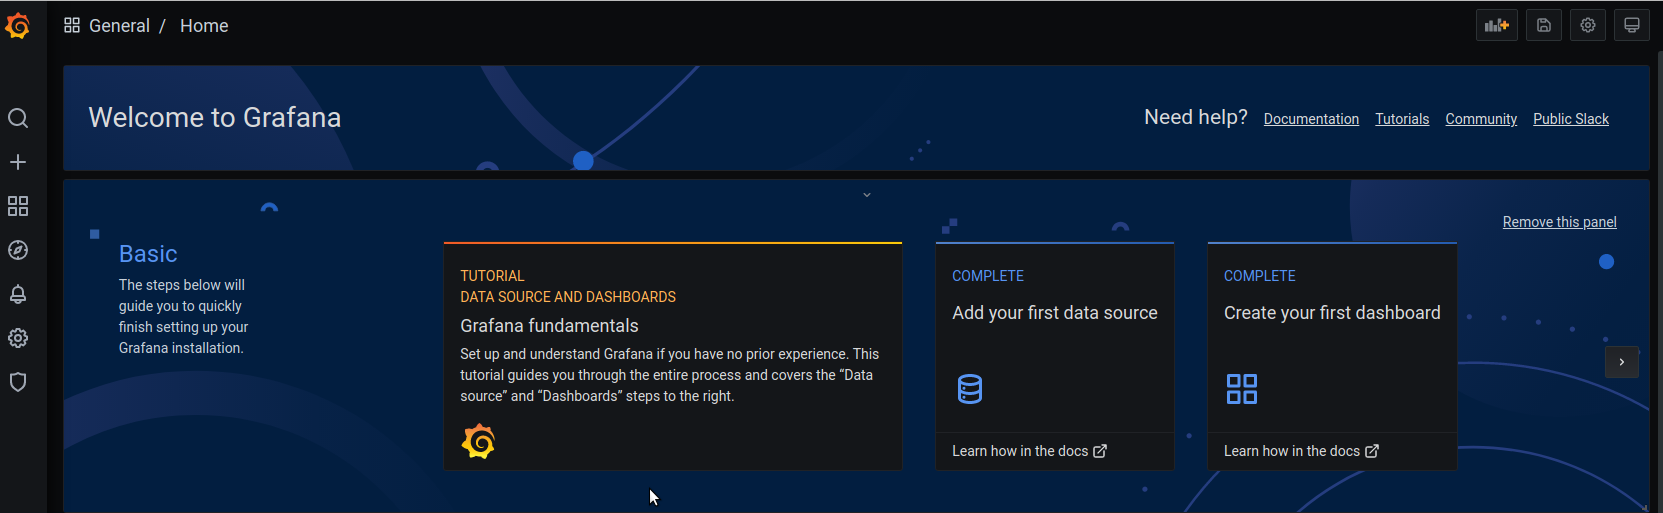 General / Home
Welcome to Grafana
Need help? Documentation Tutorials Community Public Slack
Remove this panel
Basic
The steps below will
guide you to quickly
finish setting up your
Grafana installation.
TUTORIAL
DATA SOURCE AND DASHBOARDS
Grafana fundamentals
Set up and understand Grafana if you have no prior experience. This
tutorial guides you through the entire process and covers the “Data
source” and “Dashboards” steps to the right.
COMPLETE
Add your first data source
Learn how in the docs
COMPLETE
Create your first dashboard
Learn how in the docs